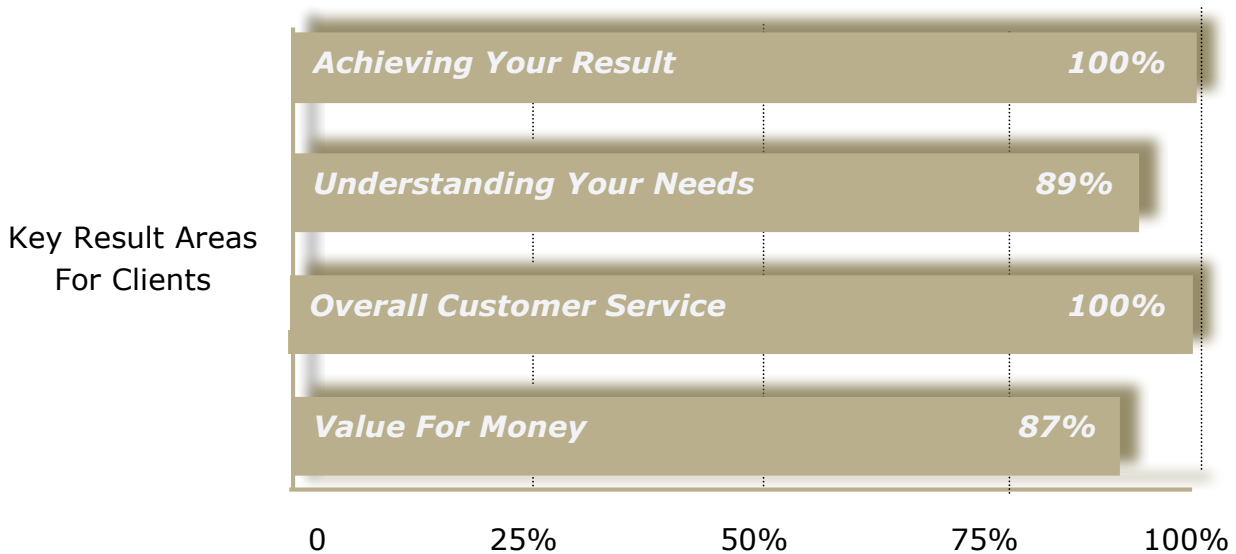 Achieving Your Result 100%
Understanding Your Needs 89%
Key Result Areas
For Clients
Overall Customer Service 100%
Value For Money 87%
0 25% 50% 75% 100%